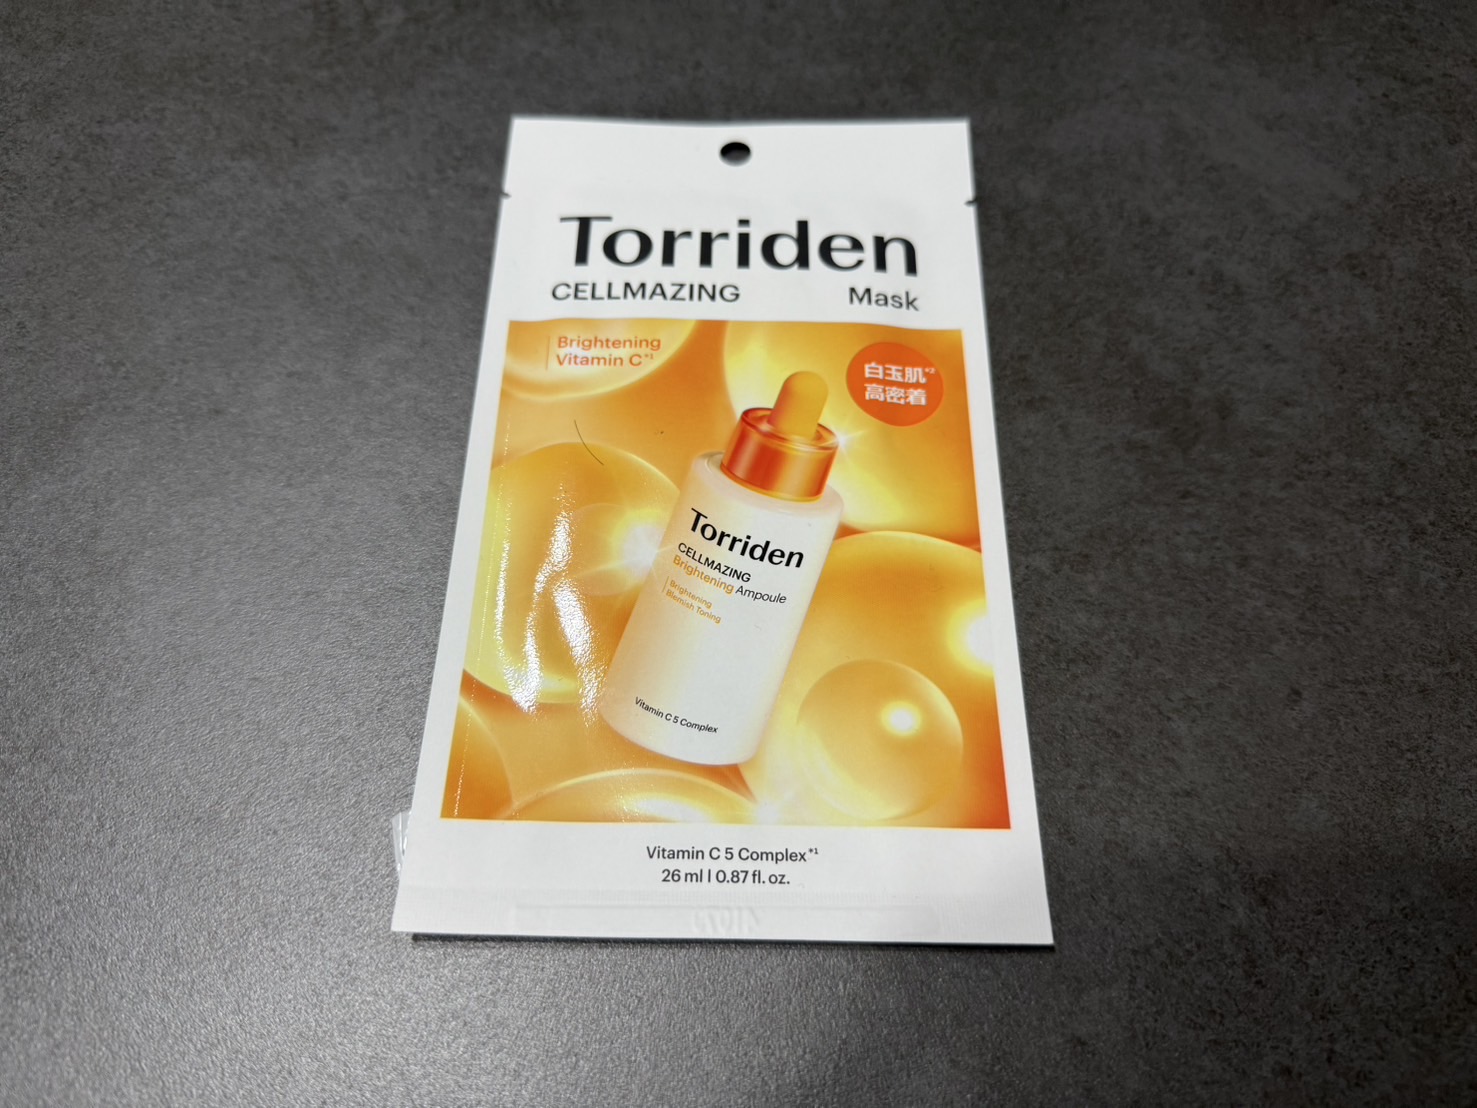 Torriden
CELLMAZING Mask
Brightening
Vitamin C*1
白玉肌*2
高密着
Torriden
CELLMAZING
Brightening Ampoule
Brightening
Blemish Toning
Vitamin C 5 Complex
Vitamin C 5 Complex*1
26 ml | 0.87 fl. oz.